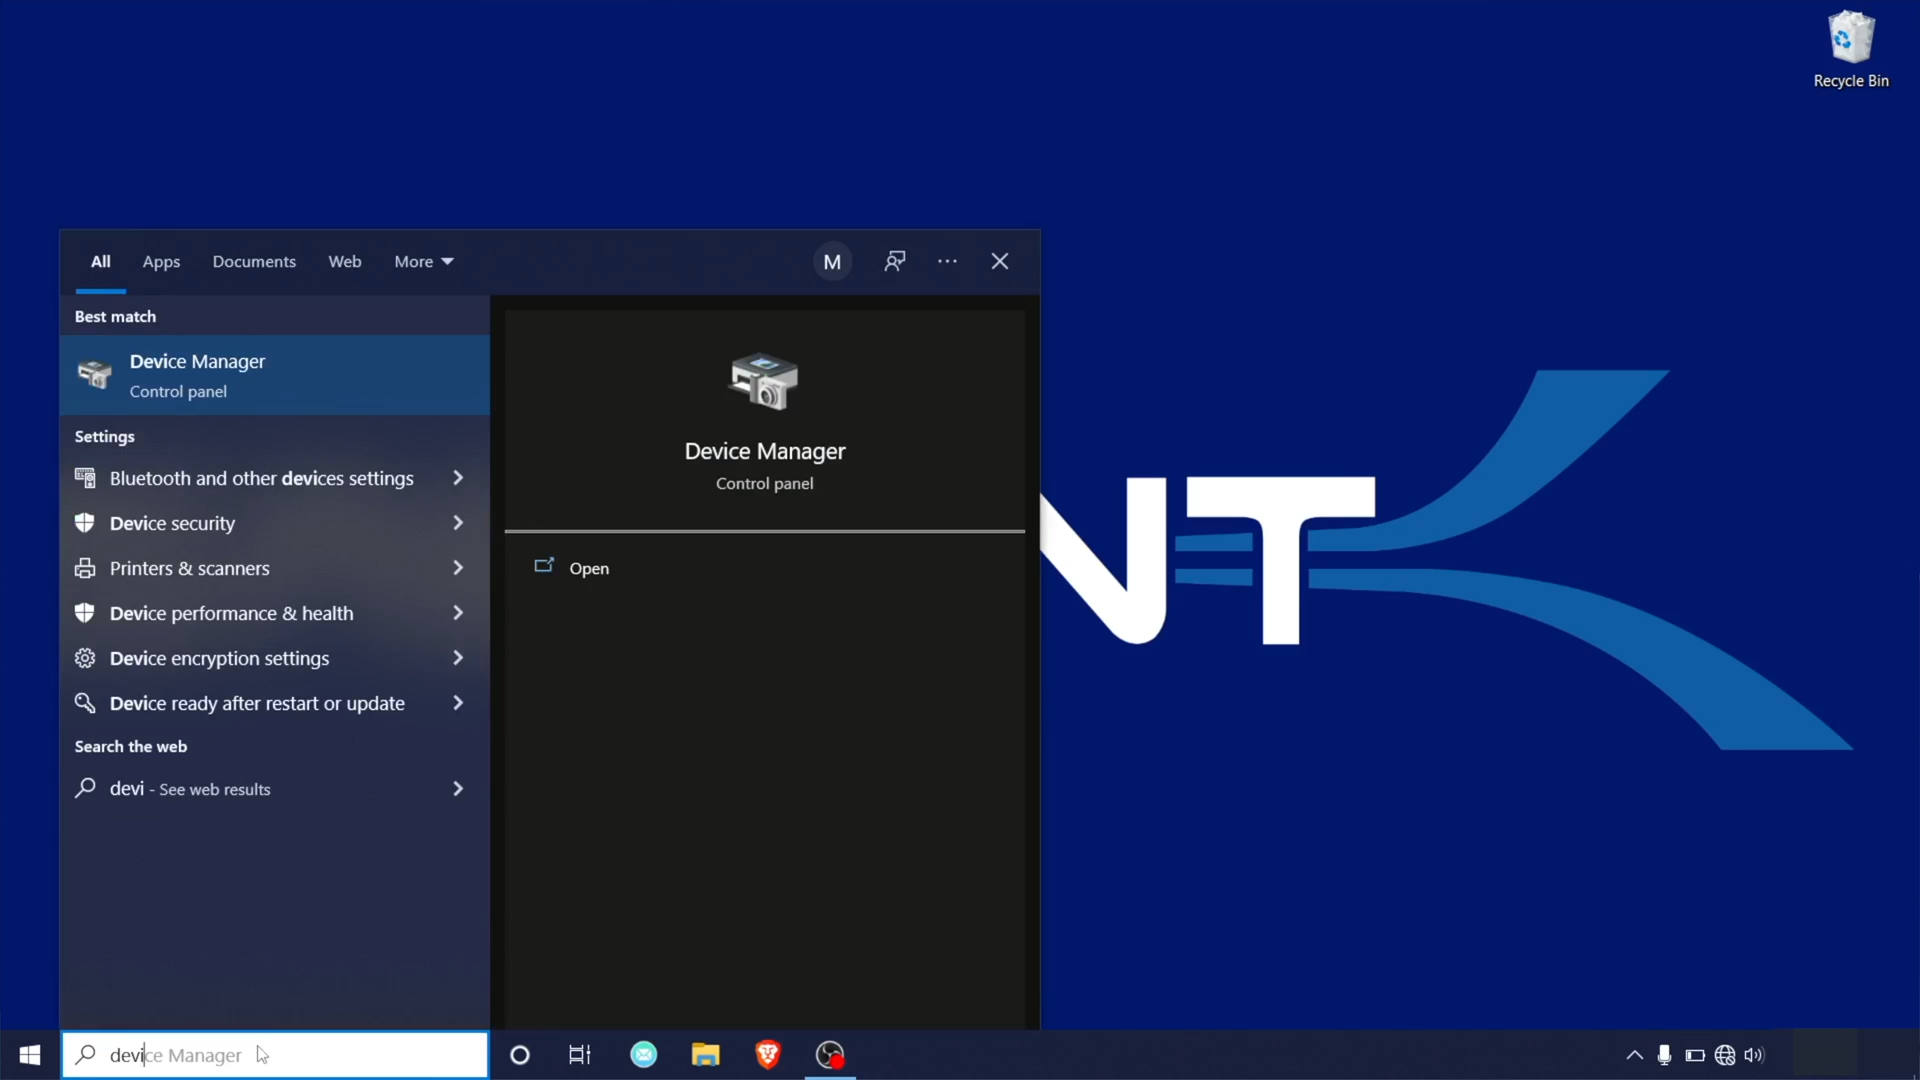 Recycle Bin
All Apps Documents Web More M
Best match
Device Manager
Control panel
Settings
Bluetooth and other devices settings
Device security
Printers & scanners
Device performance & health
Device encryption settings
Device ready after restart or update
Search the web
devi - See web results
Device Manager
Control panel
Open
NT
device Manager